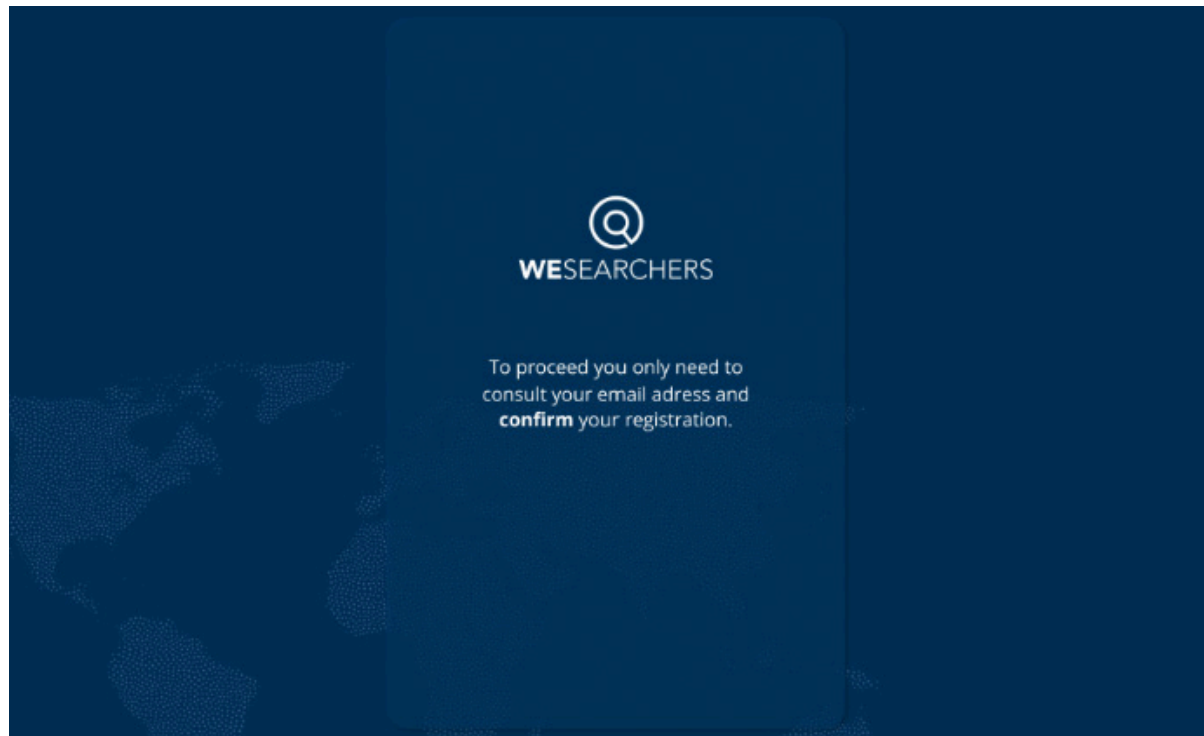 WESEARCHERS
To proceed you only need to
consult your email adress and
confirm your registration.